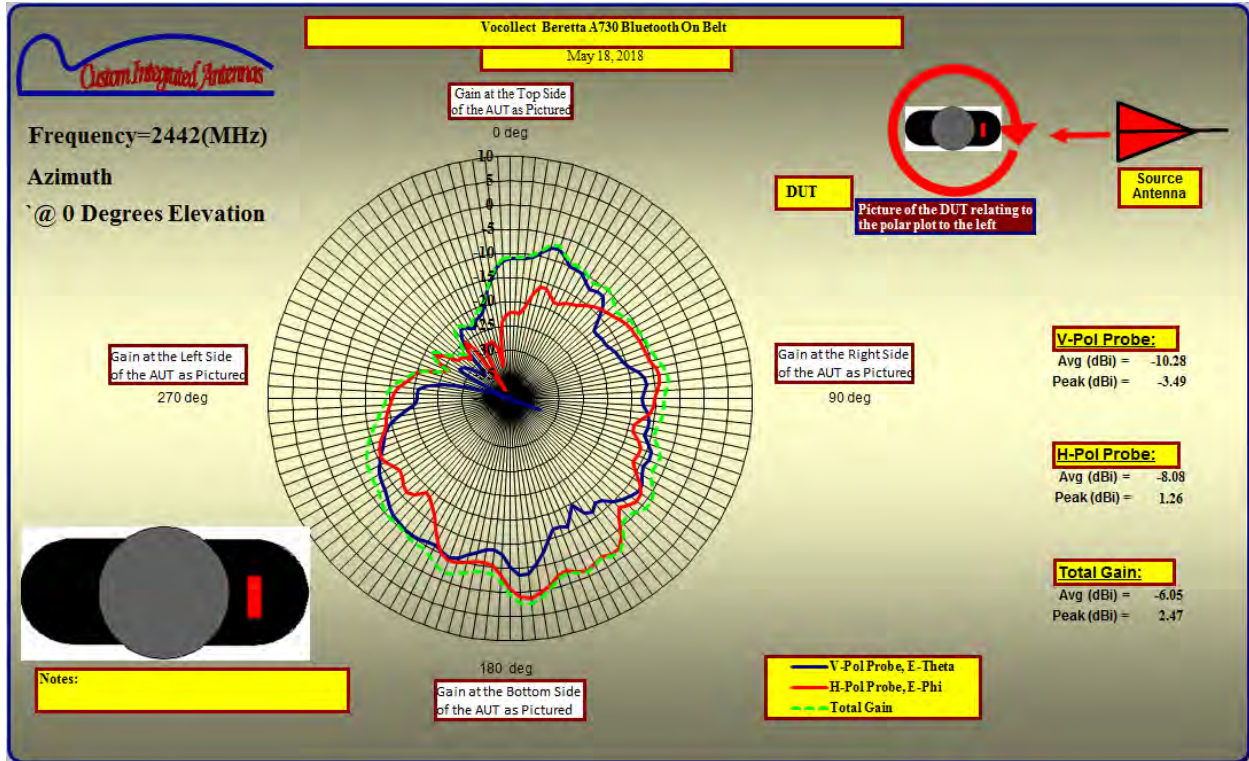 Vocollect Beretta A730 Bluetooth On Belt
May 18, 2018
Custom Integrated Antennas
Frequency=2442(MHz)
Azimuth
`@ 0 Degrees Elevation
Gain at the Top Side
of the AUT as Pictured
0 deg
10
5
0
-5
-10
-15
-20
-25
-30
-35
DUT
Picture of the DUT relating to
the polar plot to the left
Source
Antenna
Gain at the Left Side
of the AUT as Pictured
270 deg
Gain at the Right Side
of the AUT as Pictured
90 deg
V-Pol Probe:
Avg (dBi) = -10.28
Peak (dBi) = -3.49
H-Pol Probe:
Avg (dBi) = -8.08
Peak (dBi) = 1.26
Total Gain:
Avg (dBi) = -6.05
Peak (dBi) = 2.47
180 deg
Gain at the Bottom Side
of the AUT as Pictured
Notes:
V-Pol Probe, E-Theta
H-Pol Probe, E-Phi
Total Gain